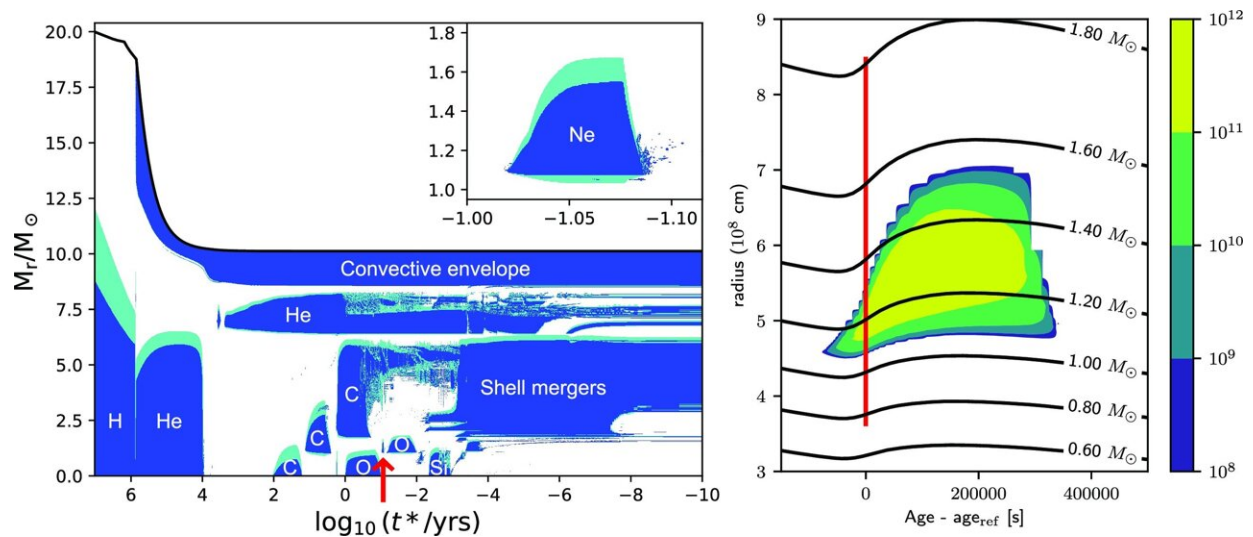 20.0
17.5
15.0
12.5
10.0
7.5
5.0
2.5
0.0
M_r/M_⊙
6 4 2 0 −2 −4 −6 −8 −10
log₁₀(t*/yrs)
Convective envelope
He
H
He
C
C
C
O
O
Si
Shell mergers
1.8
1.6
1.4
1.2
1.0
Ne
−1.00 −1.05 −1.10
9
8
7
6
5
4
3
radius (10⁸ cm)
1.80 M_⊙
1.60 M_⊙
1.40 M_⊙
1.20 M_⊙
1.00 M_⊙
0.80 M_⊙
0.60 M_⊙
0 200000 400000
Age - age_ref [s]
10¹²
10¹¹
10¹⁰
10⁹
10⁸